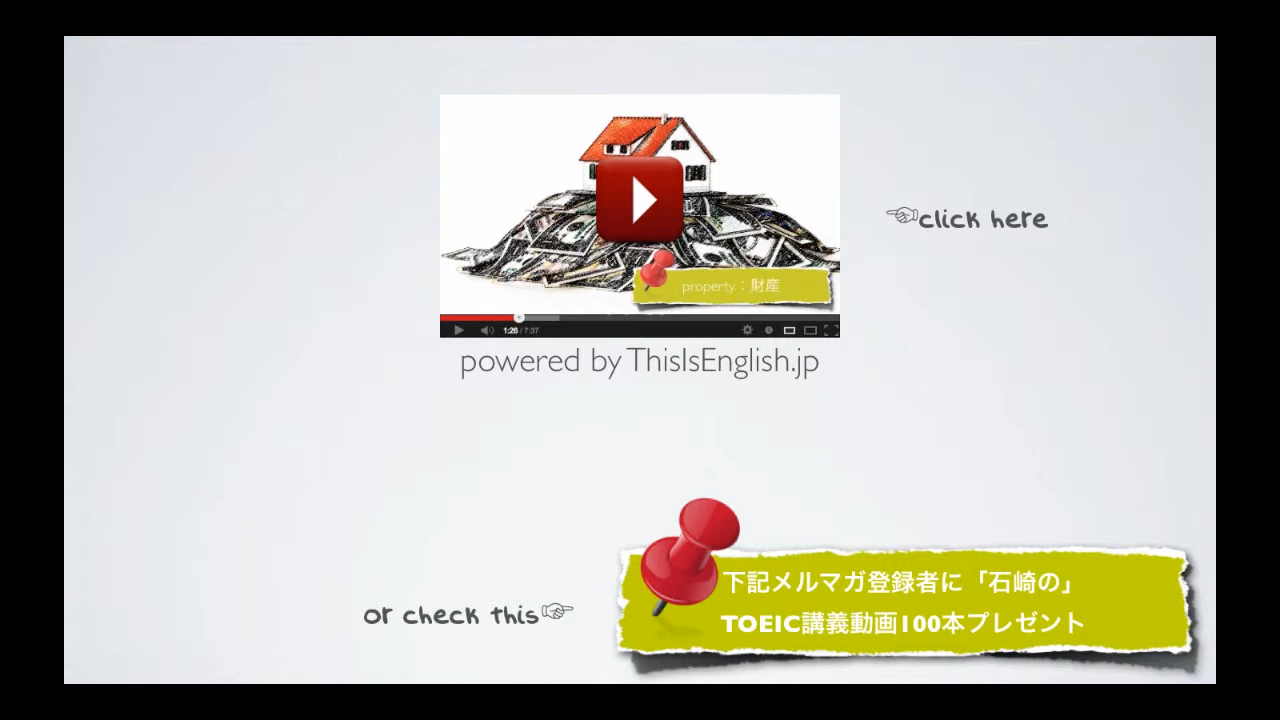 property：財産
1:26 / 7:37
☜click here
powered by ThisIsEnglish.jp
or check this☞
下記メルマガ登録者に「石崎の」
TOEIC講義動画100本プレゼント